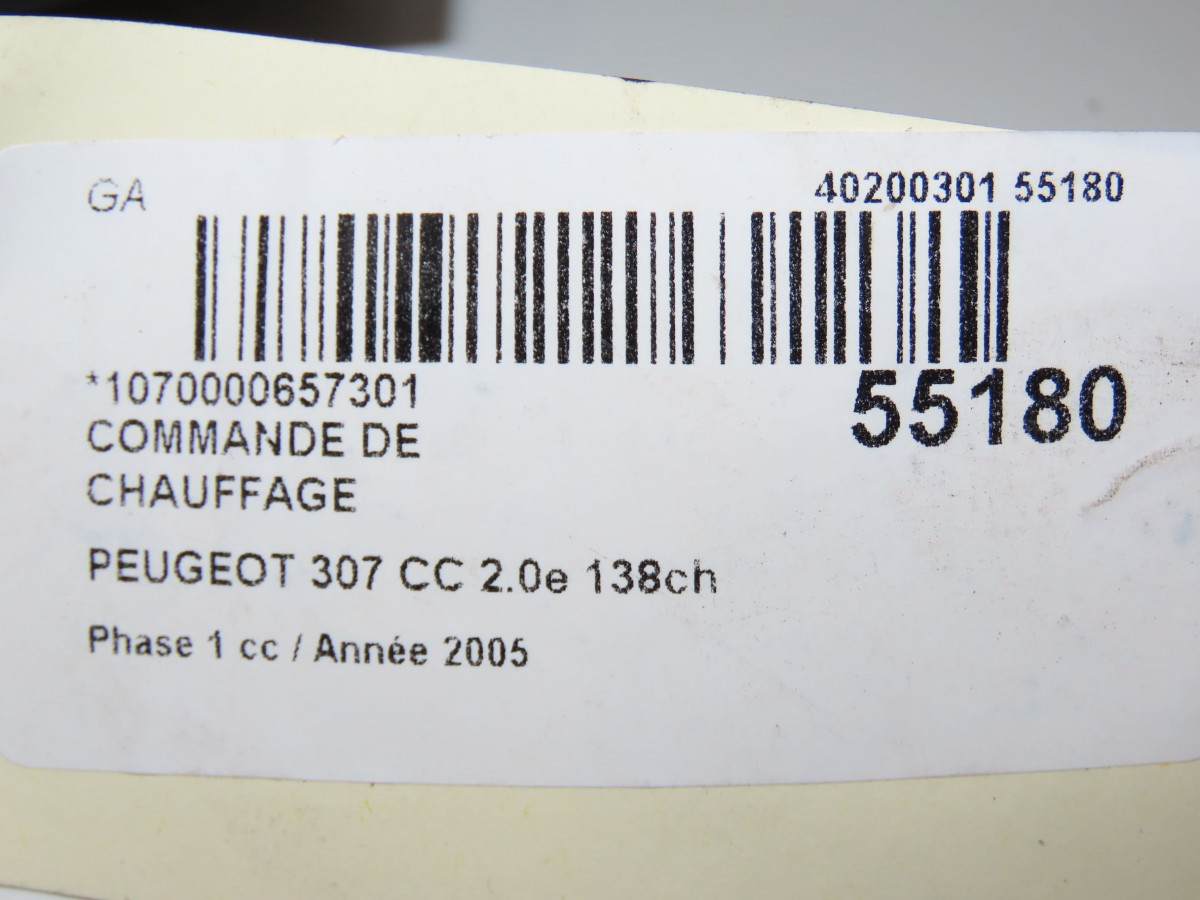 GA
40200301 55180
*1070000657301
55180
COMMANDE DE
CHAUFFAGE
PEUGEOT 307 CC 2.0e 138ch
Phase 1 cc / Année 2005